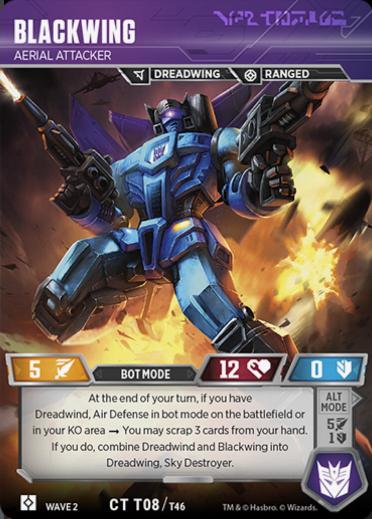 BLACKWING
AERIAL ATTACKER
DREADWING RANGED
5 BOT MODE 12 0
At the end of your turn, if you have
Dreadwind, Air Defense in bot mode on the battlefield or
in your KO area → You may scrap 3 cards from your hand.
If you do, combine Dreadwind and Blackwing into
Dreadwing, Sky Destroyer.
ALT
MODE
5
1
WAVE 2 CT T08/T46 TM & © Hasbro. © Wizards.